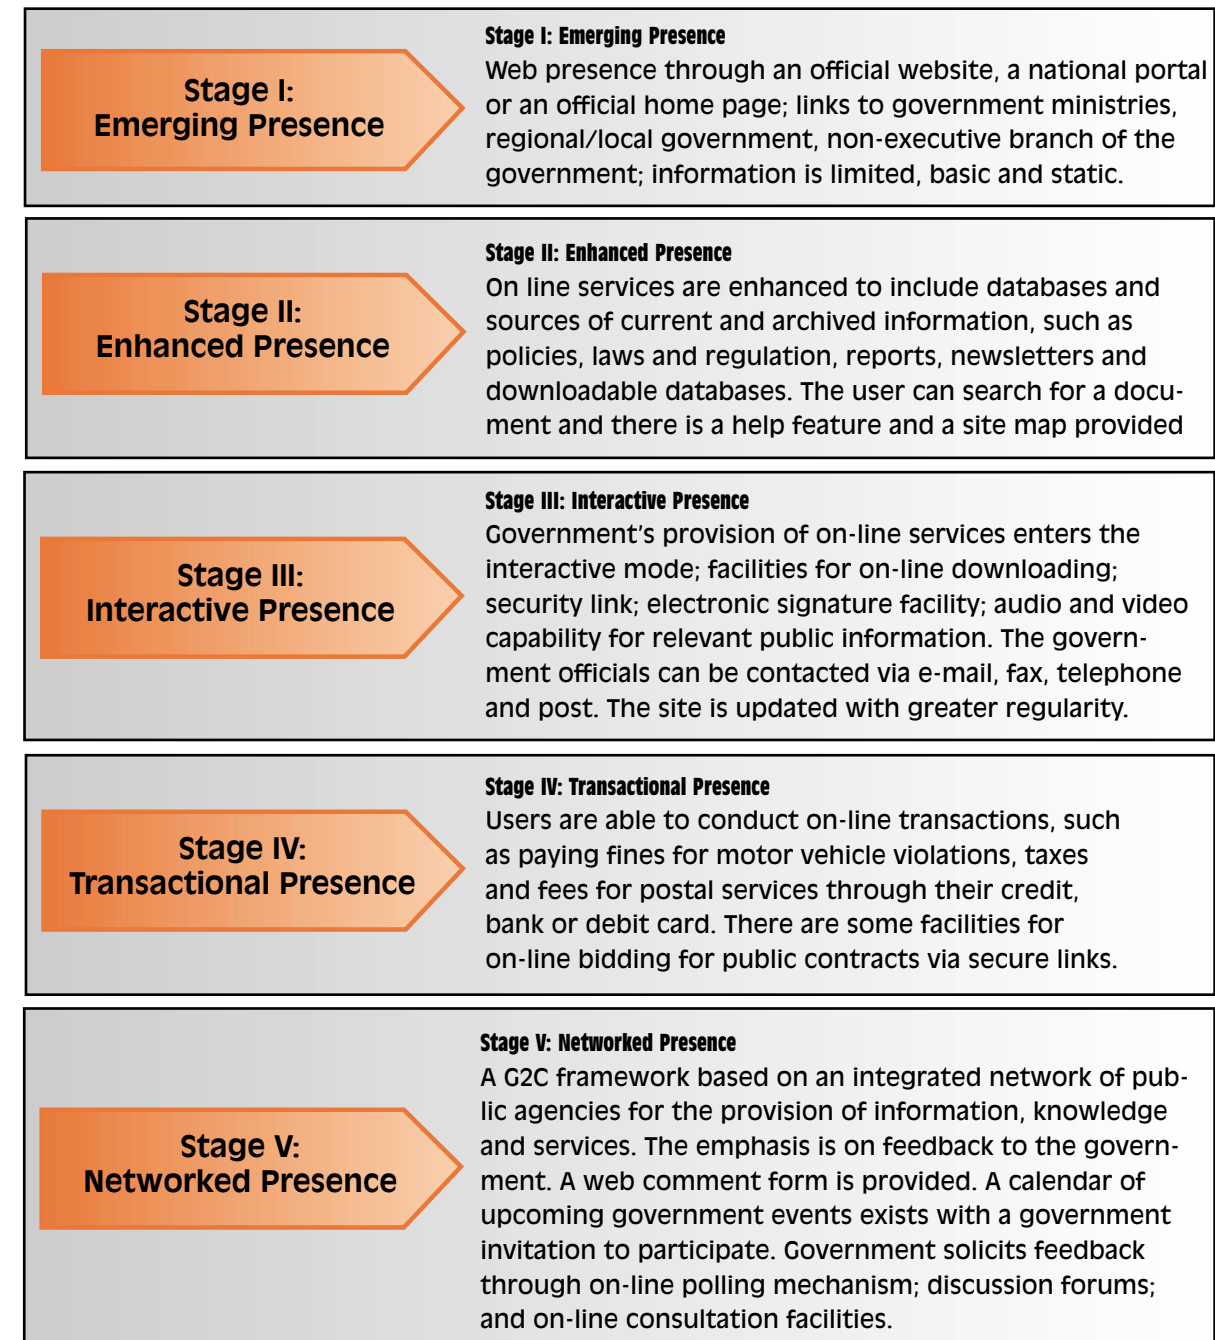 Stage I:
Emerging Presence
Stage I: Emerging Presence
Web presence through an official website, a national portal
or an official home page; links to government ministries,
regional/local government, non-executive branch of the
government; information is limited, basic and static.
Stage II:
Enhanced Presence
Stage II: Enhanced Presence
On line services are enhanced to include databases and
sources of current and archived information, such as
policies, laws and regulation, reports, newsletters and
downloadable databases. The user can search for a docu-
ment and there is a help feature and a site map provided
Stage III:
Interactive Presence
Stage III: Interactive Presence
Government’s provision of on-line services enters the
interactive mode; facilities for on-line downloading;
security link; electronic signature facility; audio and video
capability for relevant public information. The govern-
ment officials can be contacted via e-mail, fax, telephone
and post. The site is updated with greater regularity.
Stage IV:
Transactional Presence
Stage IV: Transactional Presence
Users are able to conduct on-line transactions, such
as paying fines for motor vehicle violations, taxes
and fees for postal services through their credit,
bank or debit card. There are some facilities for
on-line bidding for public contracts via secure links.
Stage V:
Networked Presence
Stage V: Networked Presence
A G2C framework based on an integrated network of pub-
lic agencies for the provision of information, knowledge
and services. The emphasis is on feedback to the govern-
ment. A web comment form is provided. A calendar of
upcoming government events exists with a government
invitation to participate. Government solicits feedback
through on-line polling mechanism; discussion forums;
and on-line consultation facilities.